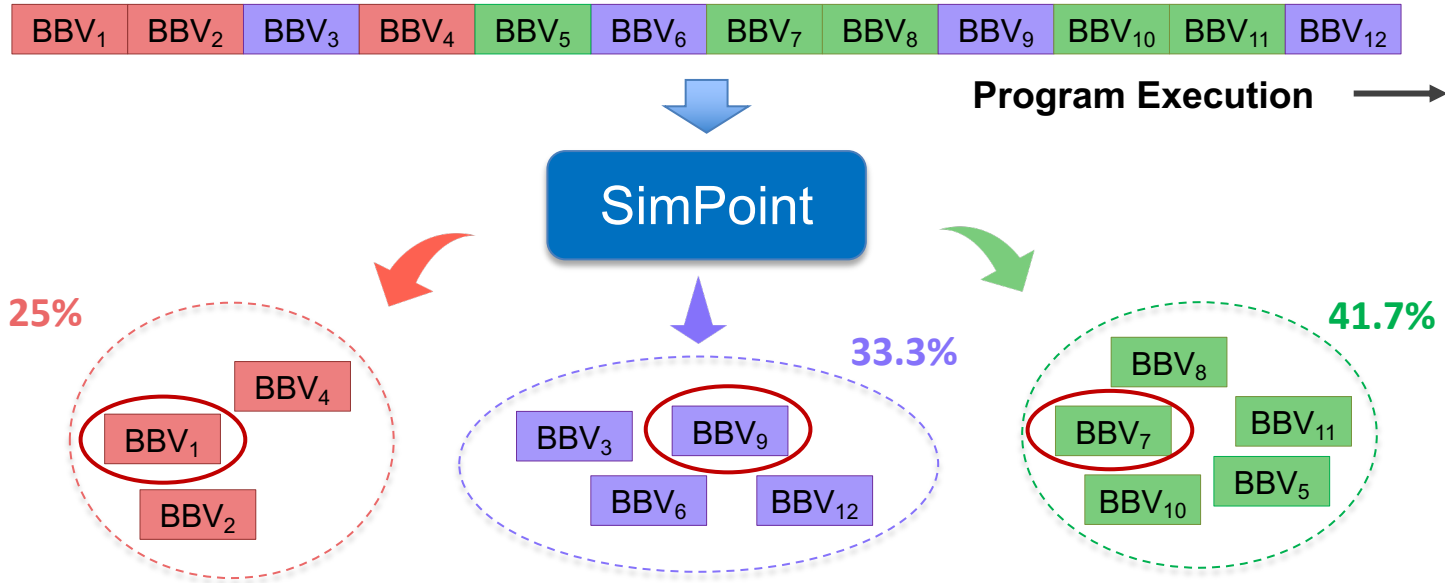 BBV₁ BBV₂ BBV₃ BBV₄ BBV₅ BBV₆ BBV₇ BBV₈ BBV₉ BBV₁₀ BBV₁₁ BBV₁₂
Program Execution
SimPoint
25%
33.3%
41.7%
BBV₄
BBV₁
BBV₂
BBV₃
BBV₉
BBV₆
BBV₁₂
BBV₈
BBV₇
BBV₁₁
BBV₅
BBV₁₀